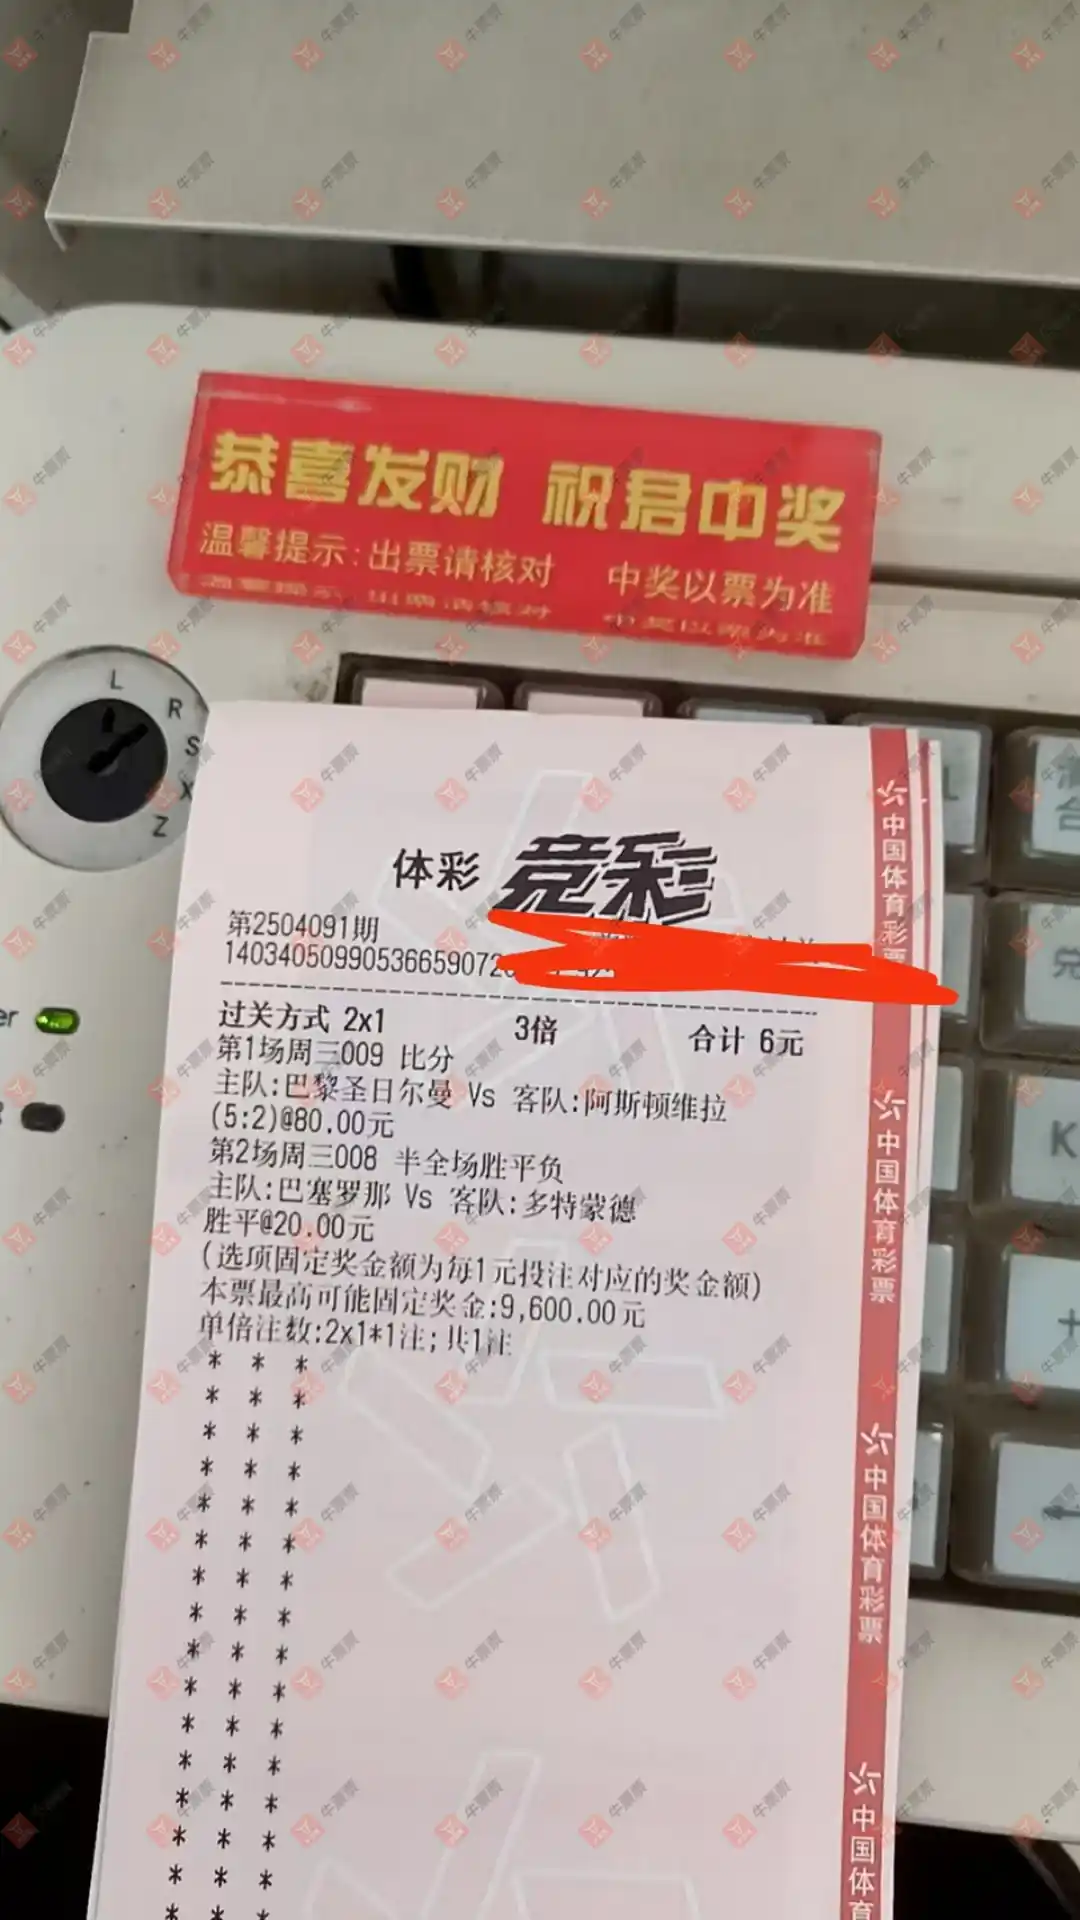 恭喜发财 祝君中奖
温馨提示:出票请核对 中奖以票为准
L
R
S
X
Z
体彩 竞彩
第2504091期
14034050990536659072
过关方式 2x1 3倍 合计 6元
第1场周三009 比分
主队:巴黎圣日尔曼 Vs 客队:阿斯顿维拉
(5:2)@80.00元
第2场周三008 半全场胜平负
主队:巴塞罗那 Vs 客队:多特蒙德
胜平@20.00元
(选项固定奖金额为每1元投注对应的奖金额)
本票最高可能固定奖金:9,600.00元
单倍注数:2x1*1注;共1注
中国体育彩票
中国体育彩票
中国体育彩票
中国体育
牛票票